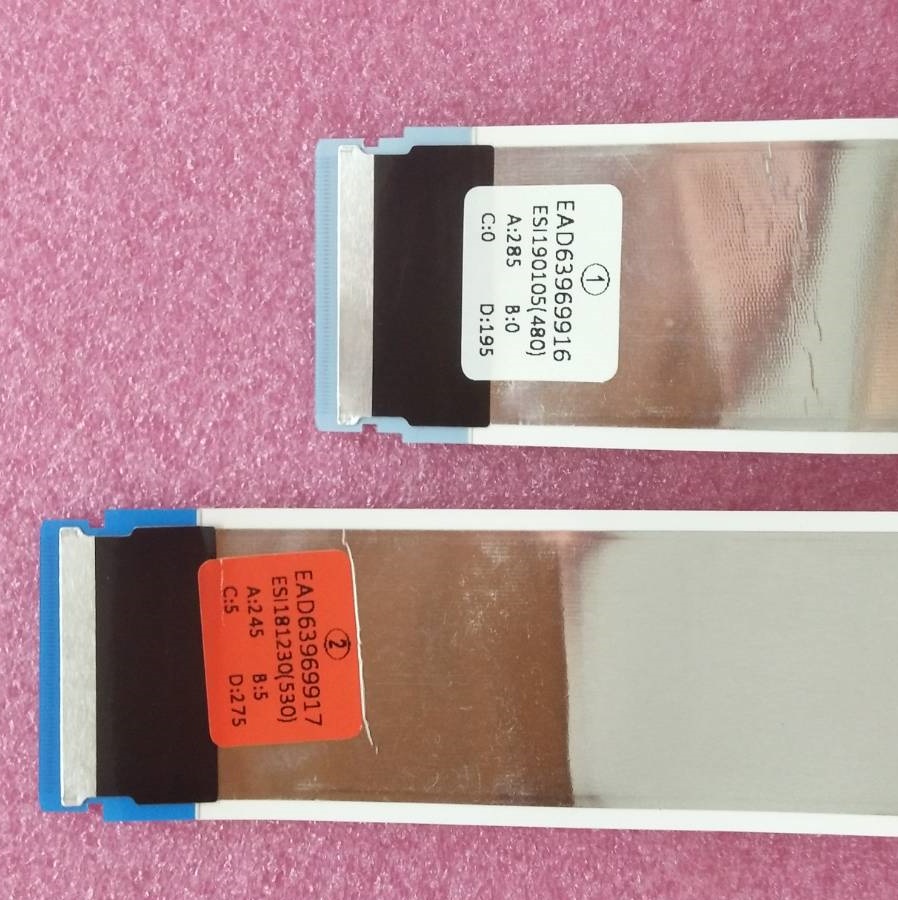 ①
EAD63969916
ESI190105(480)
A:285 B:0
C:0 D:195
②
EAD63969917
ESI181230(530)
A:245 B:5
C:5 D:275